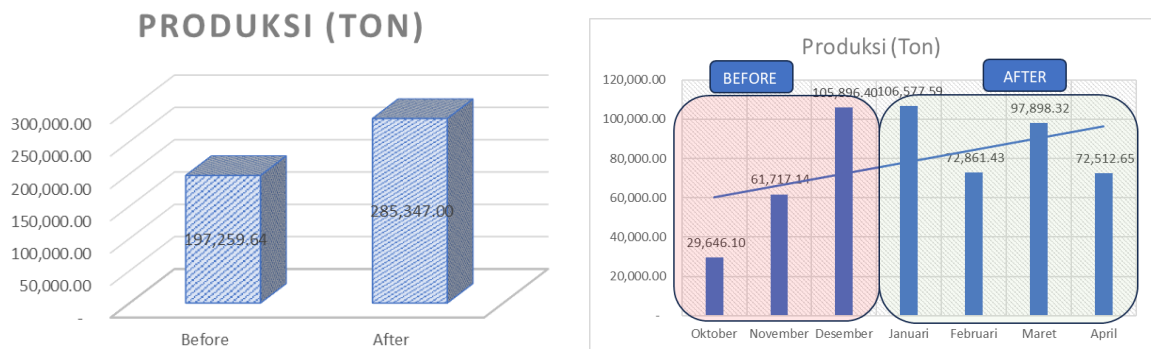 PRODUKSI (TON)
300,000.00
250,000.00
200,000.00
150,000.00
100,000.00
50,000.00
-
197,259.64
285,347.00
Before
After
Produksi (Ton)
BEFORE
AFTER
120,000.00
100,000.00
80,000.00
60,000.00
40,000.00
20,000.00
-
29,646.10
61,717.14
105,896.40
106,577.59
72,861.43
97,898.32
72,512.65
Oktober
November
Desember
Januari
Februari
Maret
April